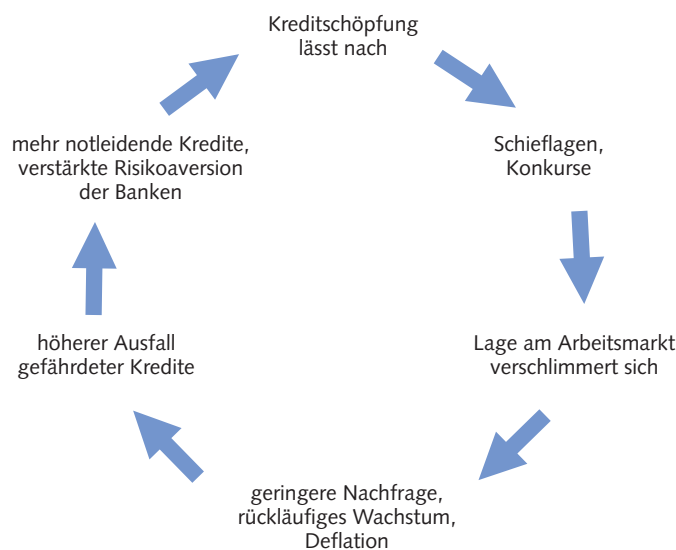 Kreditschöpfung
lässt nach
Schieflagen,
Konkurse
Lage am Arbeitsmarkt
verschlimmert sich
geringere Nachfrage,
rückläufiges Wachstum,
Deflation
höherer Ausfall
gefährdeter Kredite
mehr notleidende Kredite,
verstärkte Risikoaversion
der Banken